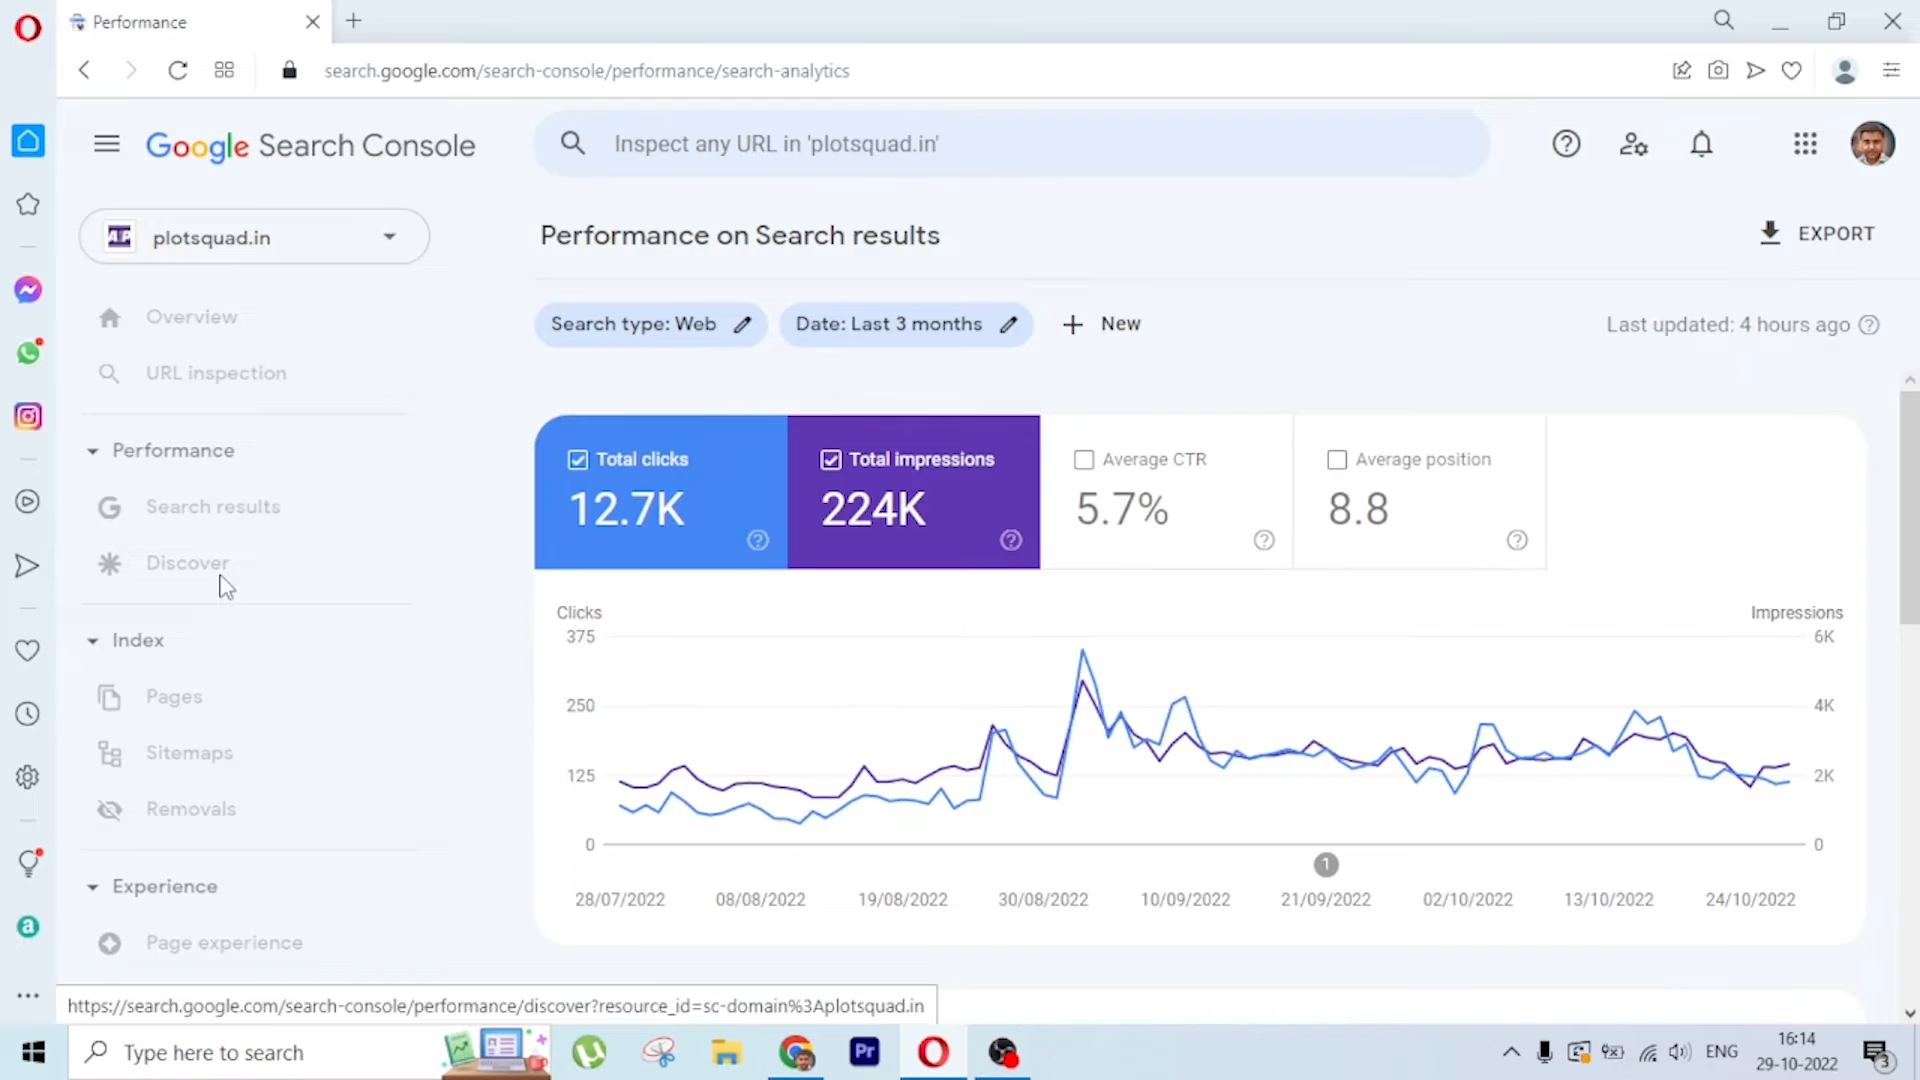 Performance
search.google.com/search-console/performance/search-analytics
Google Search Console
Inspect any URL in 'plotsquad.in'
plotsquad.in
Overview
URL inspection
Performance
Search results
Discover
Index
Pages
Sitemaps
Removals
Experience
Page experience
Performance on Search results
EXPORT
Search type: Web
Date: Last 3 months
New
Last updated: 4 hours ago
Total clicks
12.7K
Total impressions
224K
Average CTR
5.7%
Average position
8.8
Clicks
Impressions
375
6K
250
4K
125
2K
0
0
1
28/07/2022 08/08/2022 19/08/2022 30/08/2022 10/09/2022 21/09/2022 02/10/2022 13/10/2022 24/10/2022
https://search.google.com/search-console/performance/discover?resource_id=sc-domain%3Aplotsquad.in
Type here to search
Pr
ENG
16:14
29-10-2022
3